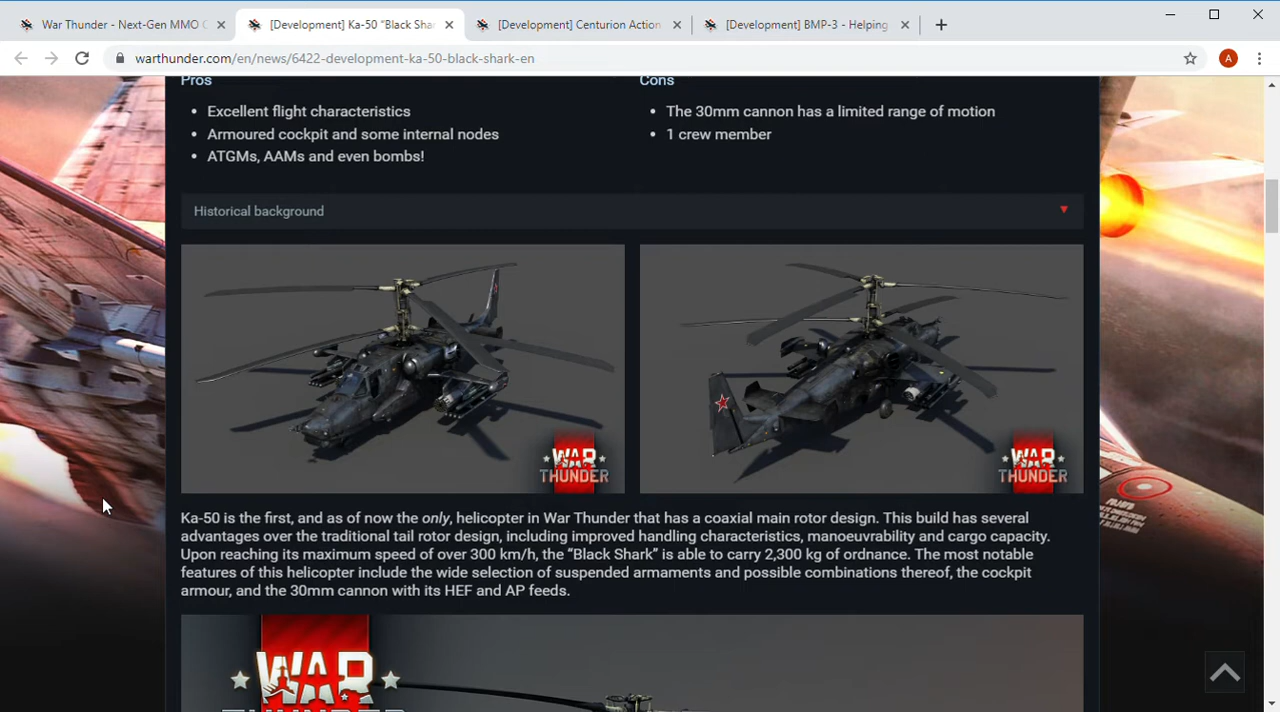 War Thunder - Next-Gen MMO C
[Development] Ka-50 "Black Shar
[Development] Centurion Action
[Development] BMP-3 - Helping
warthunder.com/en/news/6422-development-ka-50-black-shark-en
A
Pros
Cons
Excellent flight characteristics
The 30mm cannon has a limited range of motion
Armoured cockpit and some internal nodes
1 crew member
ATGMs, AAMs and even bombs!
Historical background
WAR
THUNDER
WAR
THUNDER
Ka-50 is the first, and as of now the only, helicopter in War Thunder that has a coaxial main rotor design. This build has several
advantages over the traditional tail rotor design, including improved handling characteristics, manoeuvrability and cargo capacity.
Upon reaching its maximum speed of over 300 km/h, the “Black Shark” is able to carry 2,300 kg of ordnance. The most notable
features of this helicopter include the wide selection of suspended armaments and possible combinations thereof, the cockpit
armour, and the 30mm cannon with its HEF and AP feeds.
WAR
THUNDER